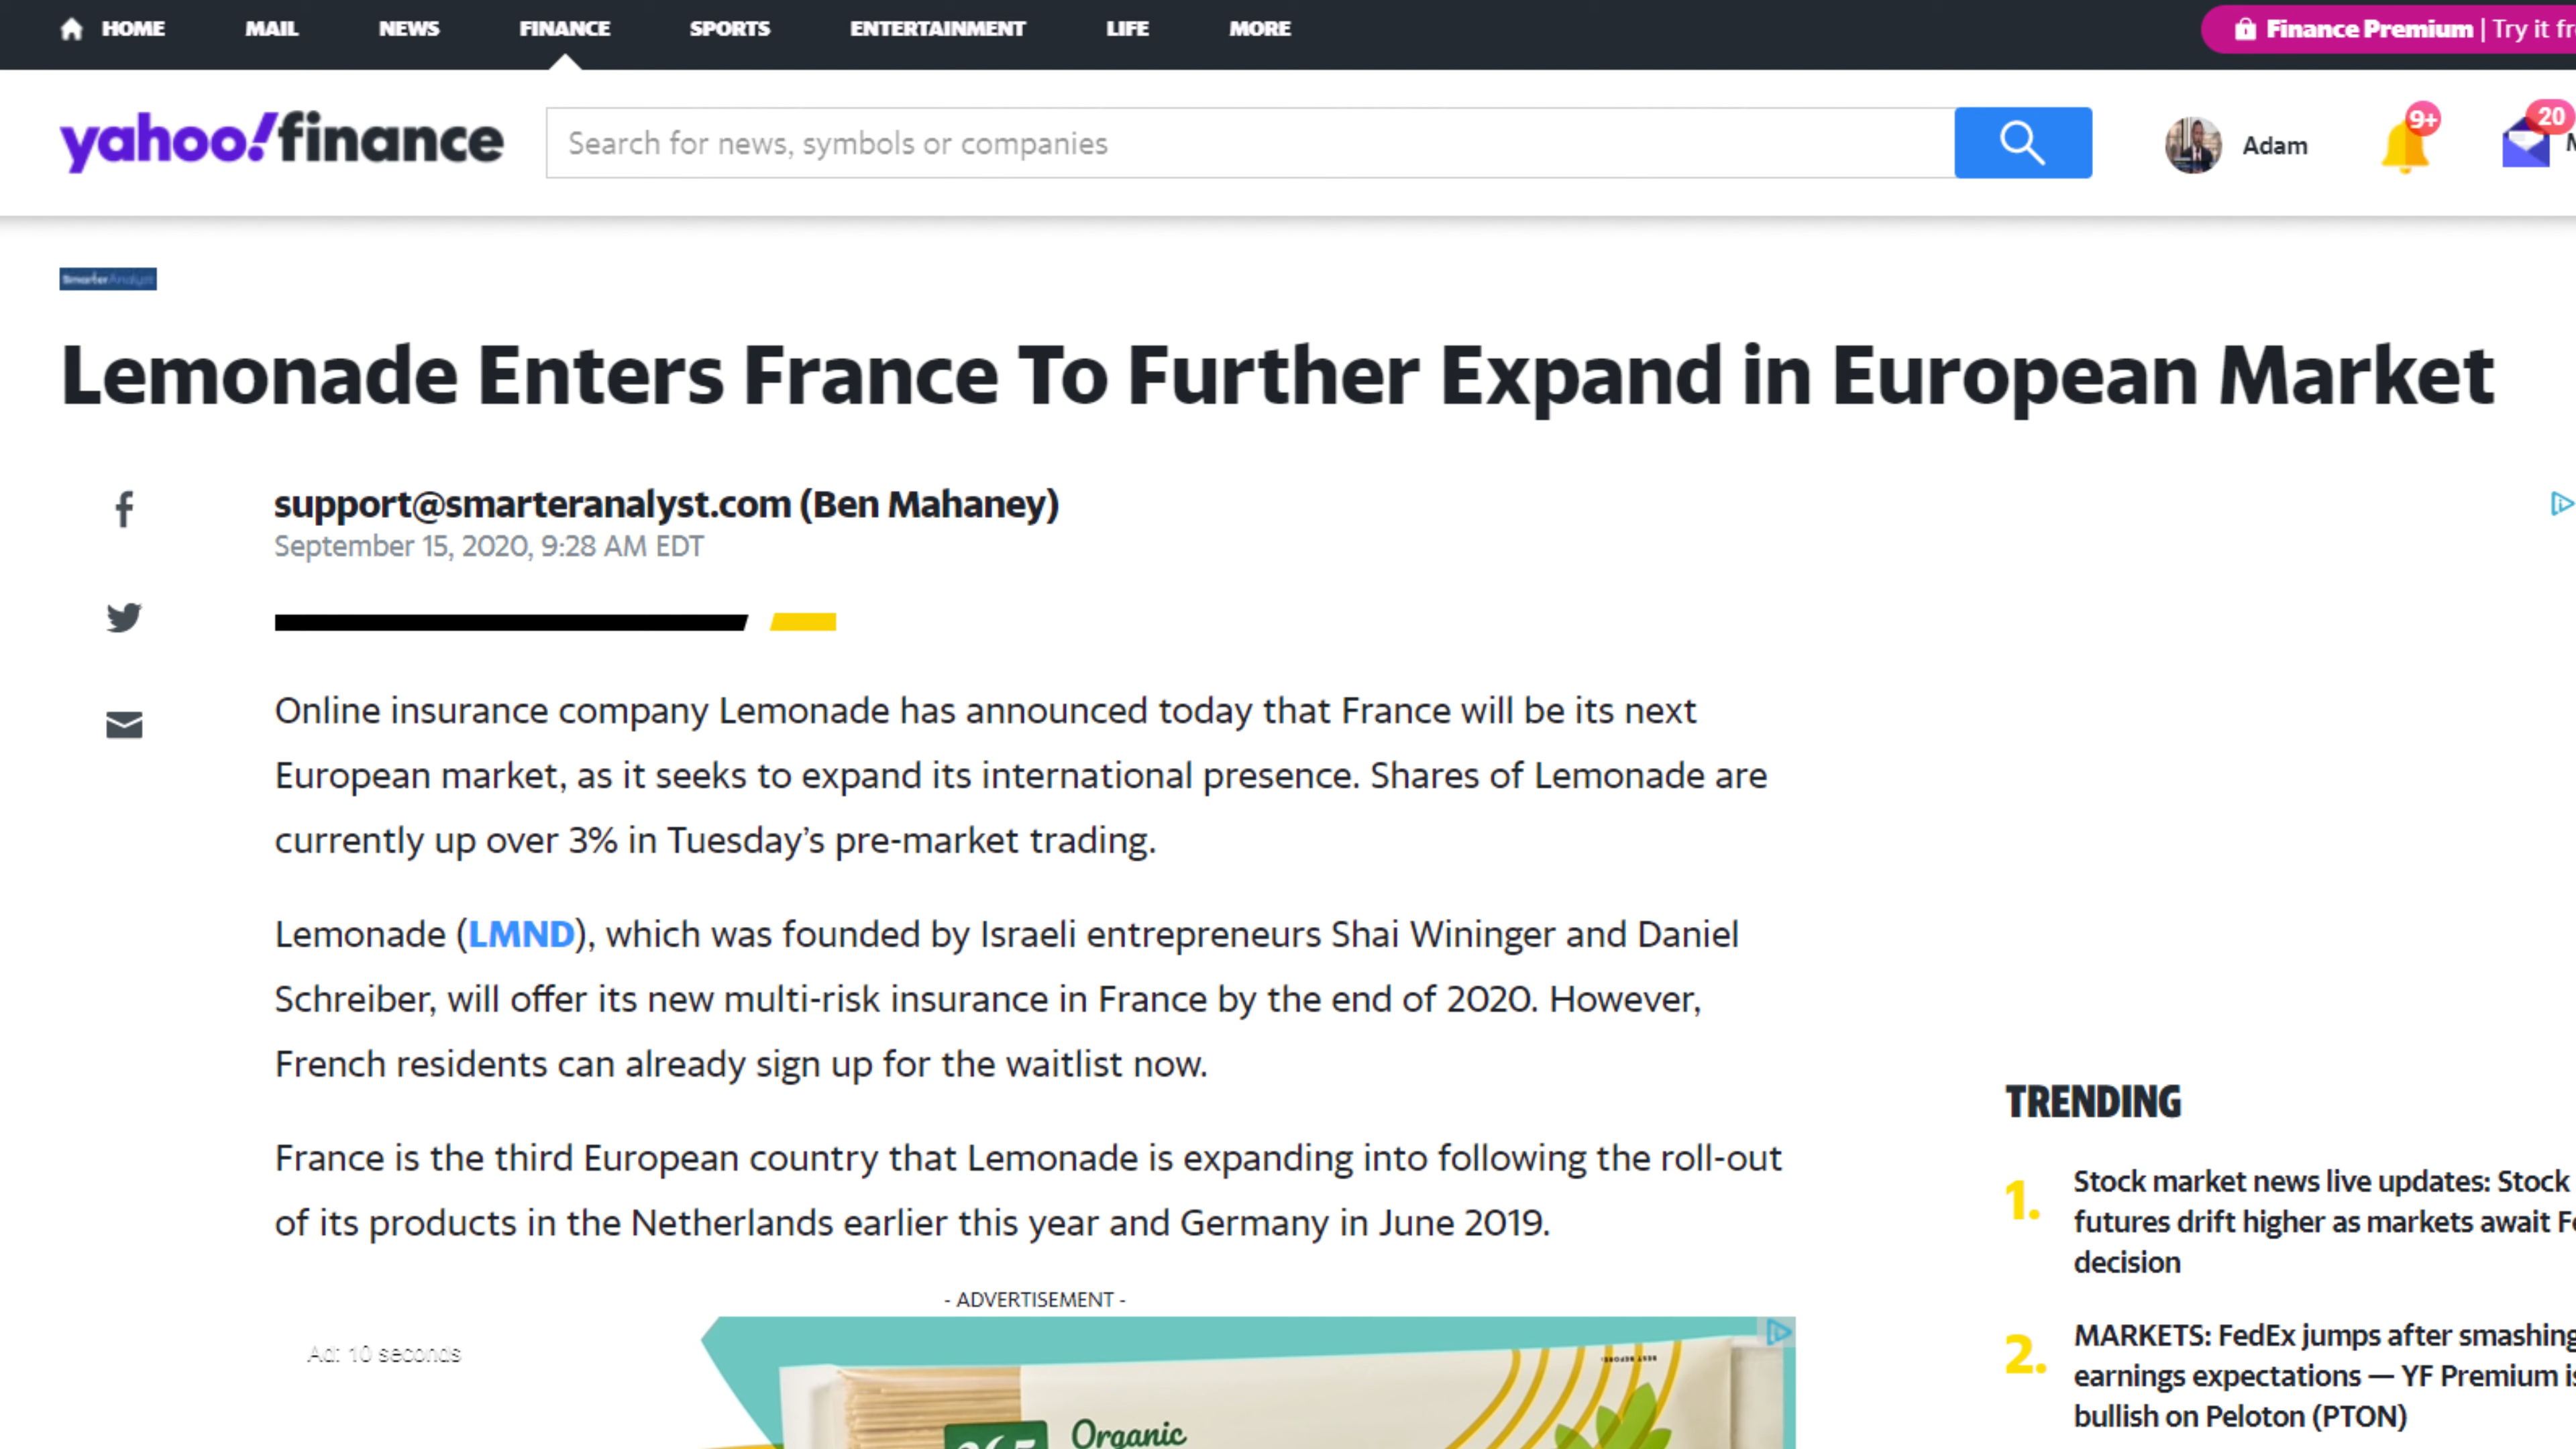 HOME MAIL NEWS FINANCE SPORTS ENTERTAINMENT LIFE MORE
Finance Premium | Try it
yahoo!finance
Search for news, symbols or companies
Adam
9+
20
SmarterAnalyst
Lemonade Enters France To Further Expand in European Market
support@smarteranalyst.com (Ben Mahaney)
September 15, 2020, 9:28 AM EDT
Online insurance company Lemonade has announced today that France will be its next
European market, as it seeks to expand its international presence. Shares of Lemonade are
currently up over 3% in Tuesday's pre-market trading.
Lemonade (LMND), which was founded by Israeli entrepreneurs Shai Wininger and Daniel
Schreiber, will offer its new multi-risk insurance in France by the end of 2020. However,
French residents can already sign up for the waitlist now.
France is the third European country that Lemonade is expanding into following the roll-out
of its products in the Netherlands earlier this year and Germany in June 2019.
- ADVERTISEMENT -
Ad: 10 seconds
BEST BEFORE:
365
Organic
TRENDING
1. Stock market news live updates: Stock
futures drift higher as markets await
decision
2. MARKETS: FedEx jumps after smashing
earnings expectations — YF Premium is
bullish on Peloton (PTON)